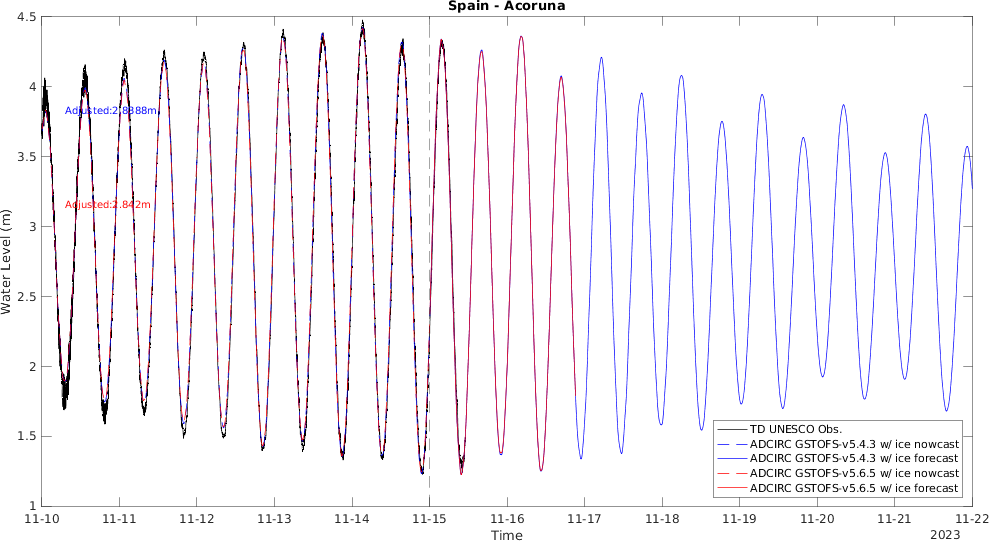 Spain - Acoruna
4.5
4
3.5
3
2.5
2
1.5
1
Water Level (m)
Adjusted:2.8388m
Adjusted:2.842m
TD UNESCO Obs.
ADCIRC GSTOFS-v5.4.3 w/ ice nowcast
ADCIRC GSTOFS-v5.4.3 w/ ice forecast
ADCIRC GSTOFS-v5.6.5 w/ ice nowcast
ADCIRC GSTOFS-v5.6.5 w/ ice forecast
11-10 11-11 11-12 11-13 11-14 11-15 11-16 11-17 11-18 11-19 11-20 11-21 11-22
Time
2023